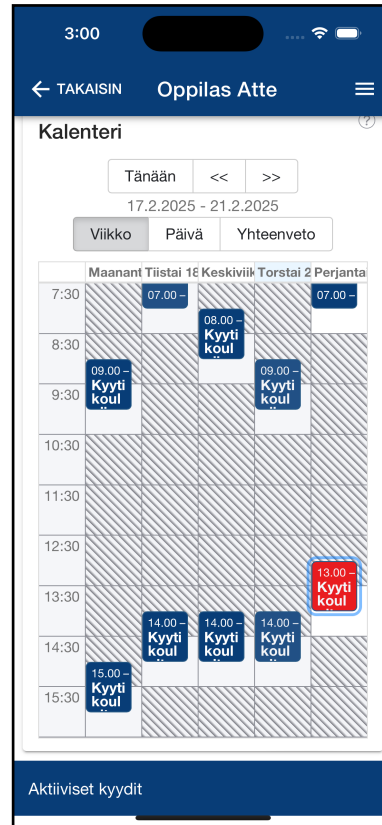 3:00
← TAKAISIN Oppilas Atte
Kalenteri ?
Tänään << >>
17.2.2025 - 21.2.2025
Viikko Päivä Yhteenveto
Maanant Tiistai 18 Keskiviik Torstai 2 Perjanta
7:30 07.00 – 07.00 –
08.00 –
Kyyti
koul
8:30
09.00 – 09.00 –
Kyyti Kyyti
koul koul
9:30
10:30
11:30
12:30
13.00 –
Kyyti
koul
13:30
14.00 – 14.00 – 14.00 –
Kyyti Kyyti Kyyti
koul koul koul
14:30
15.00 –
Kyyti
koul
15:30
Aktiiviset kyydit